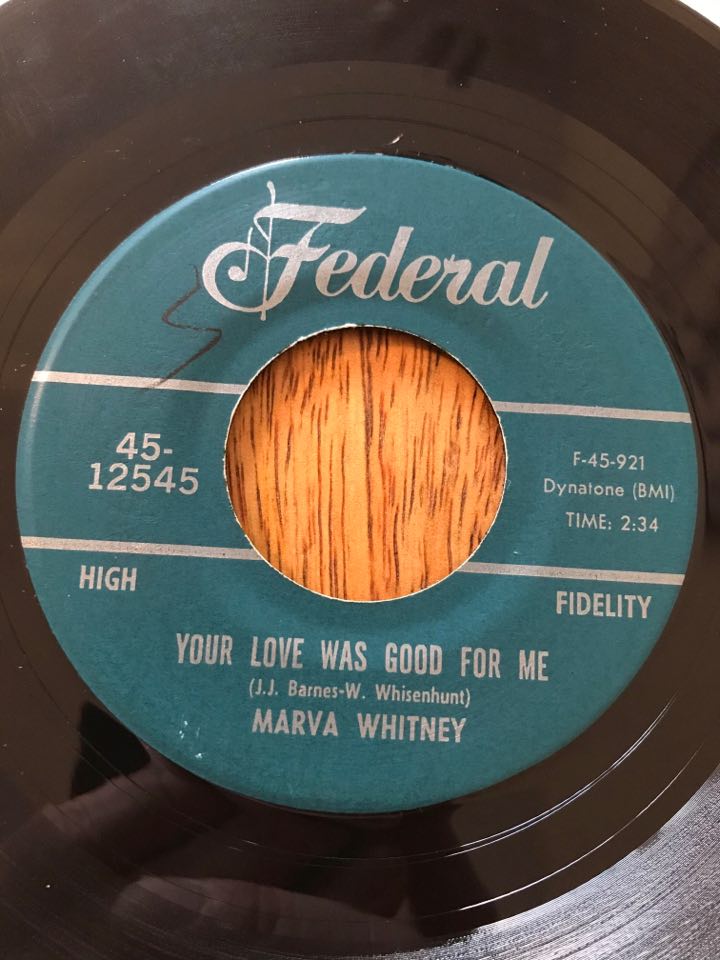 Federal
45-
12545
F-45-921
Dynatone (BMI)
TIME: 2:34
HIGH
FIDELITY
YOUR LOVE WAS GOOD FOR ME
(J.J. Barnes-W. Whisenhunt)
MARVA WHITNEY